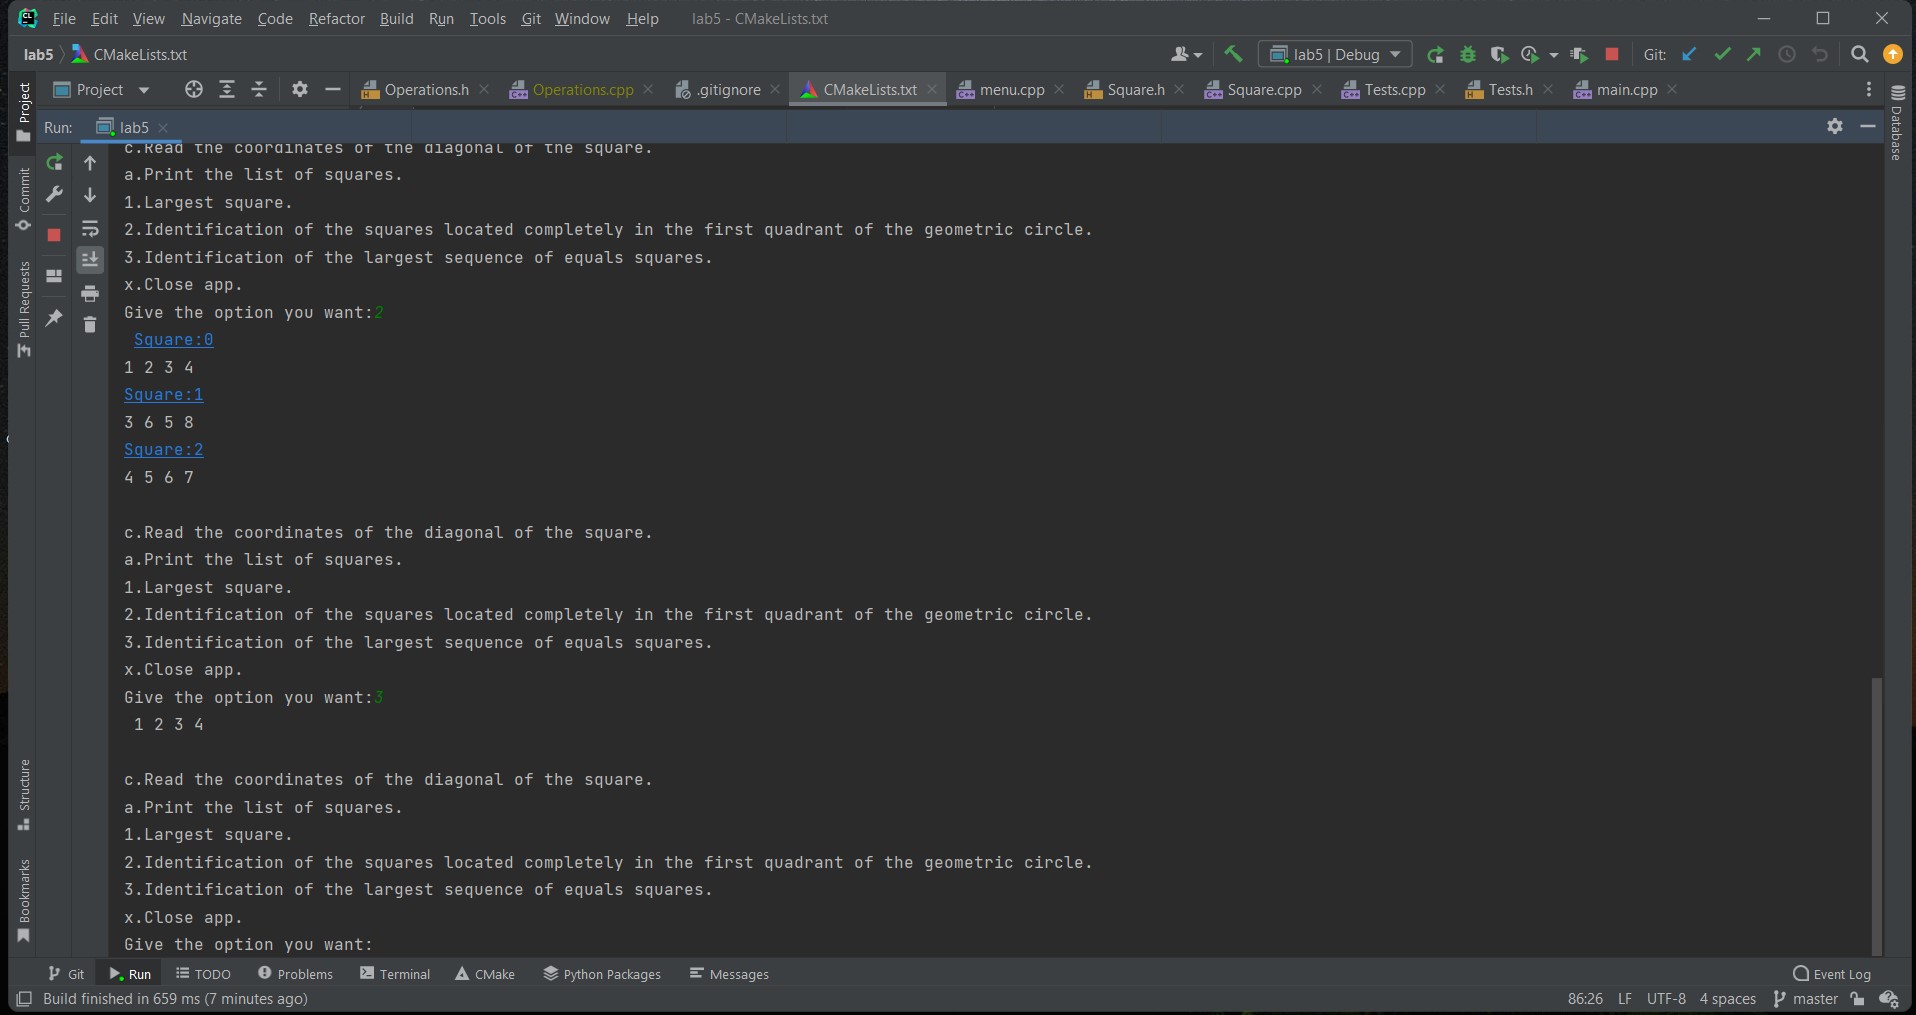 File Edit View Navigate Code Refactor Build Run Tools Git Window Help lab5 - CMakeLists.txt
lab5 CMakeLists.txt lab5 | Debug Git:
Project Operations.h Operations.cpp .gitignore CMakeLists.txt menu.cpp Square.h Square.cpp Tests.cpp Tests.h main.cpp
Run: lab5
Project
Commit
Pull Requests
Structure
Bookmarks
Database
c.Read the coordinates of the diagonal of the square.
a.Print the list of squares.
1.Largest square.
2.Identification of the squares located completely in the first quadrant of the geometric circle.
3.Identification of the largest sequence of equals squares.
x.Close app.
Give the option you want:2
Square:0
1 2 3 4
Square:1
3 6 5 8
Square:2
4 5 6 7
c.Read the coordinates of the diagonal of the square.
a.Print the list of squares.
1.Largest square.
2.Identification of the squares located completely in the first quadrant of the geometric circle.
3.Identification of the largest sequence of equals squares.
x.Close app.
Give the option you want:3
1 2 3 4
c.Read the coordinates of the diagonal of the square.
a.Print the list of squares.
1.Largest square.
2.Identification of the squares located completely in the first quadrant of the geometric circle.
3.Identification of the largest sequence of equals squares.
x.Close app.
Give the option you want:
Git Run TODO Problems Terminal CMake Python Packages Messages Event Log
Build finished in 659 ms (7 minutes ago) 86:26 LF UTF-8 4 spaces master